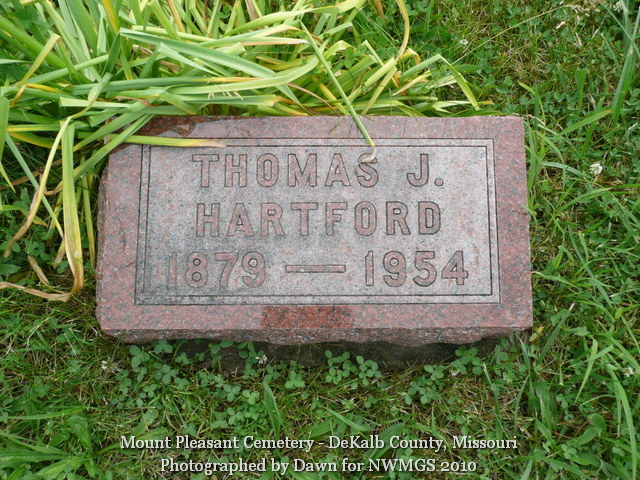 THOMAS J.
HARTFORD
1879 — 1954
Mount Pleasant Cemetery - DeKalb County, Missouri
Photographed by Dawn for NWMGS 2010